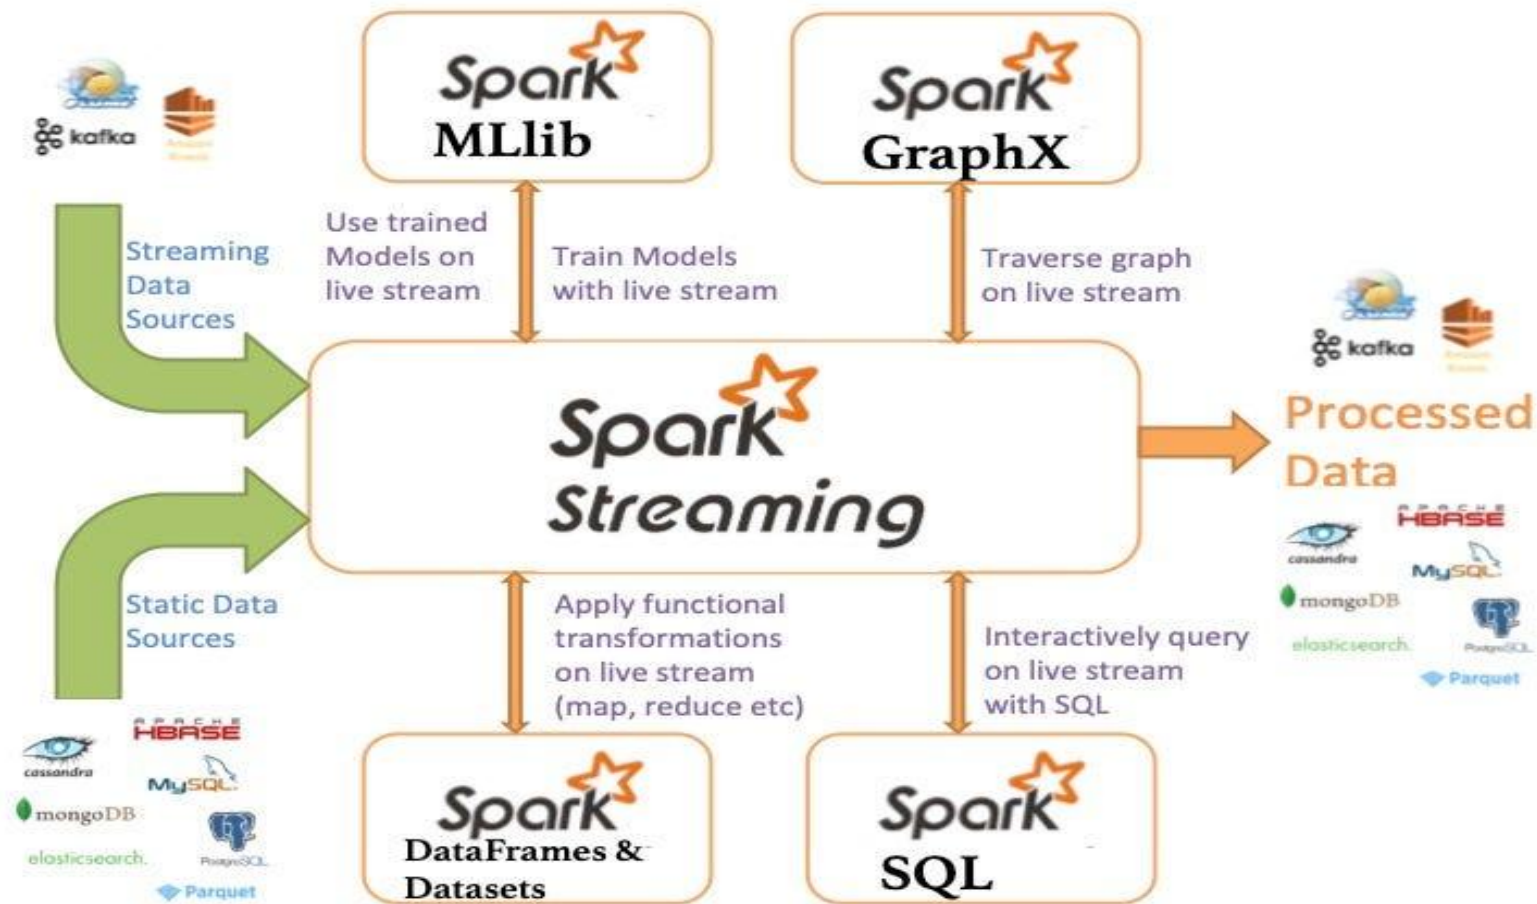 kafka
Spark
MLlib
Spark
GraphX
Streaming
Data
Sources
Use trained
Models on
live stream
Train Models
with live stream
Traverse graph
on live stream
kafka
Processed
Data
Spark
Streaming
APACHE
HBASE
cassandra
MySQL
mongoDB
elasticsearch.
PostgreSQL
Parquet
Static Data
Sources
Apply functional
transformations
on live stream
(map, reduce etc)
Interactively query
on live stream
with SQL
APACHE
HBASE
cassandra
MySQL
mongoDB
elasticsearch.
PostgreSQL
Parquet
Spark
DataFrames &
Datasets
Spark
SQL